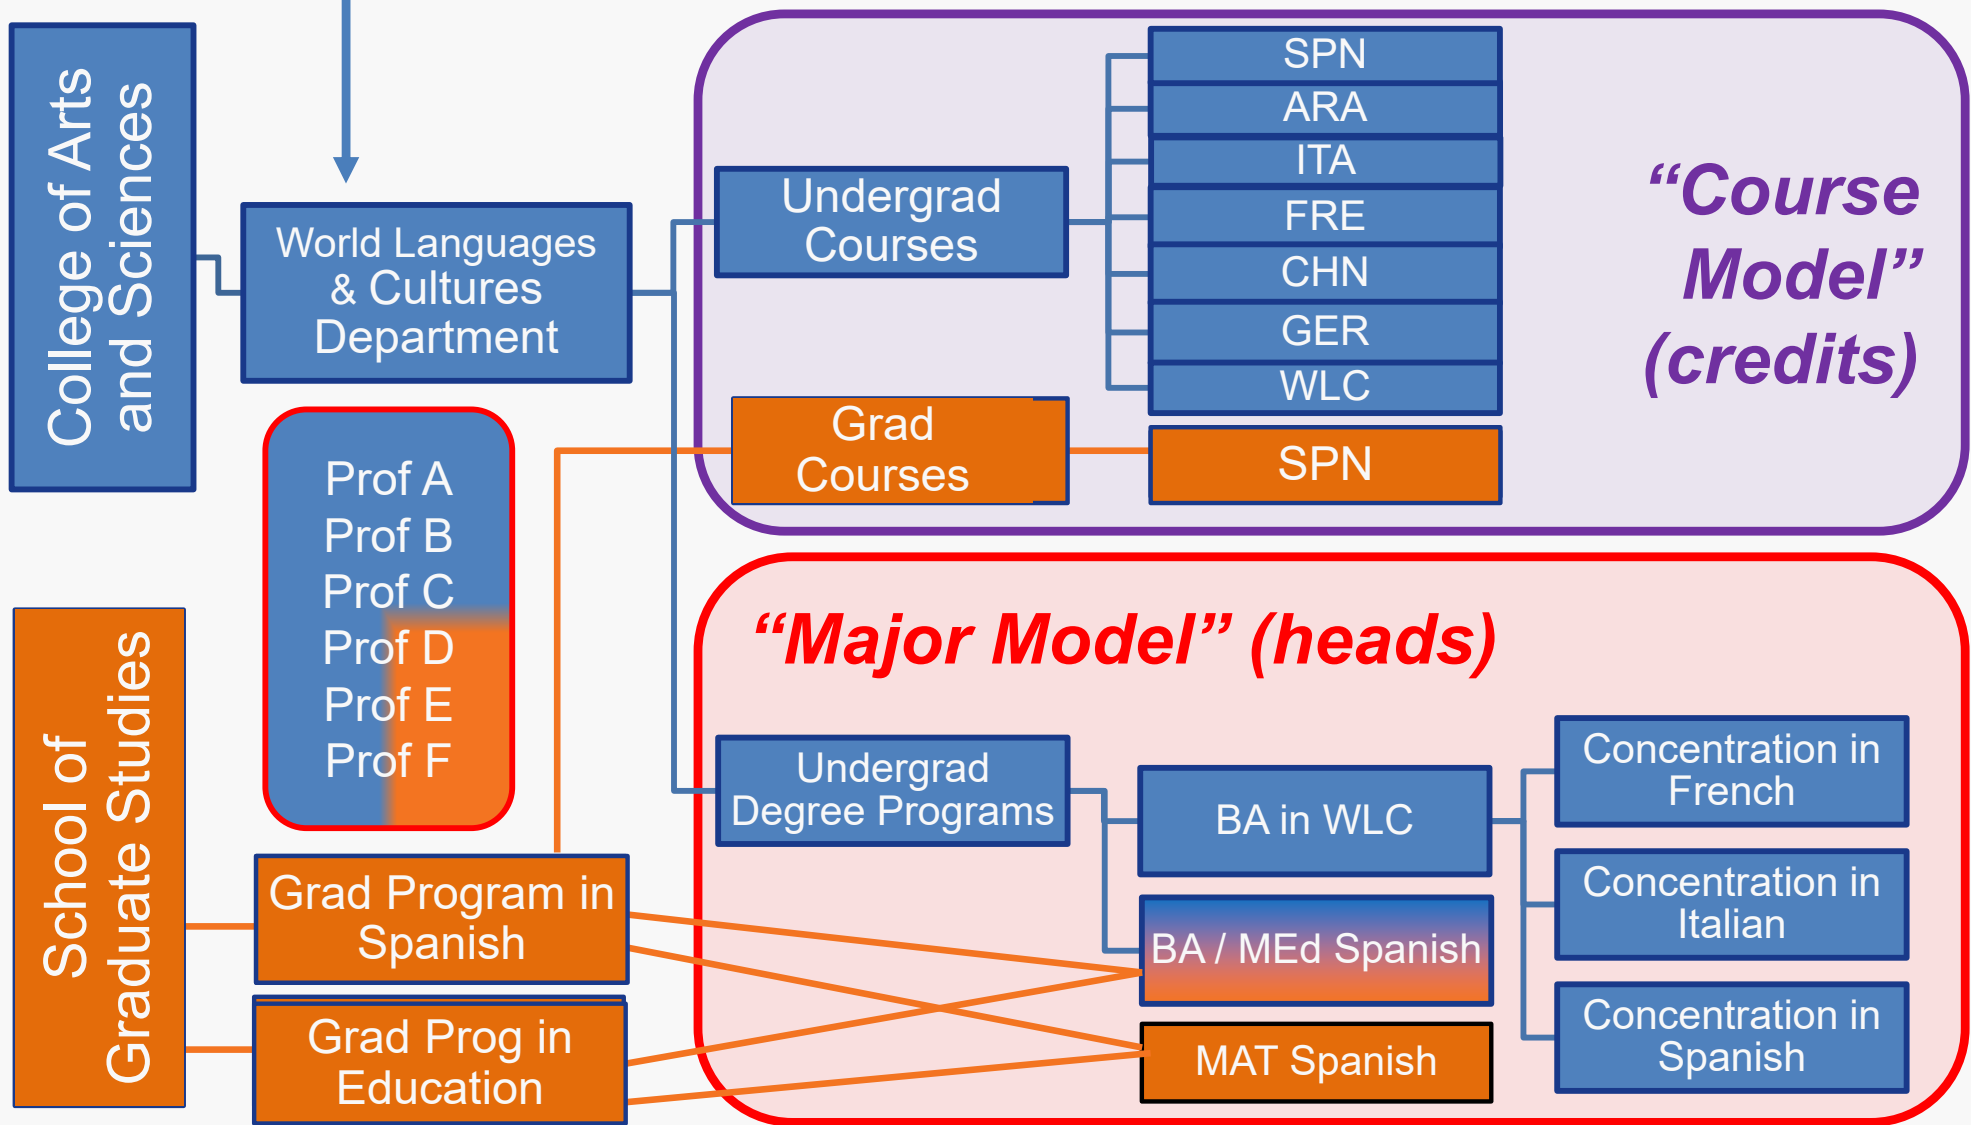 College of Arts
and Sciences
World Languages
& Cultures
Department
Undergrad
Courses
SPN
ARA
ITA
FRE
CHN
GER
WLC
“Course
Model”
(credits)
Grad
Courses
SPN
Prof A
Prof B
Prof C
Prof D
Prof E
Prof F
“Major Model” (heads)
Undergrad
Degree Programs
BA in WLC
BA / MEd Spanish
MAT Spanish
Concentration in
French
Concentration in
Italian
Concentration in
Spanish
School of
Graduate Studies
Grad Program in
Spanish
Grad Prog in
Education